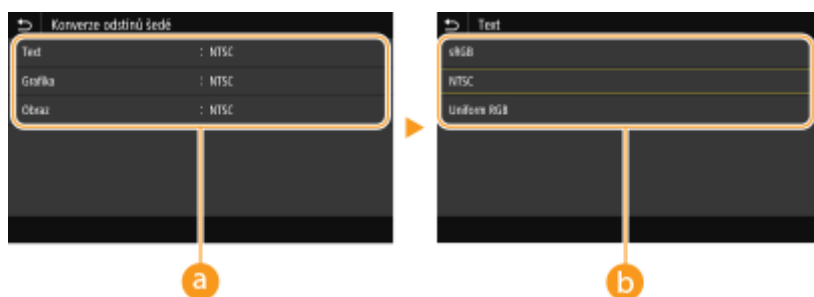 Konverze odstínů šedé
Text : NTSC
Grafika : NTSC
Obraz : NTSC
a
Text
sRGB
NTSC
Uniform RGB
b